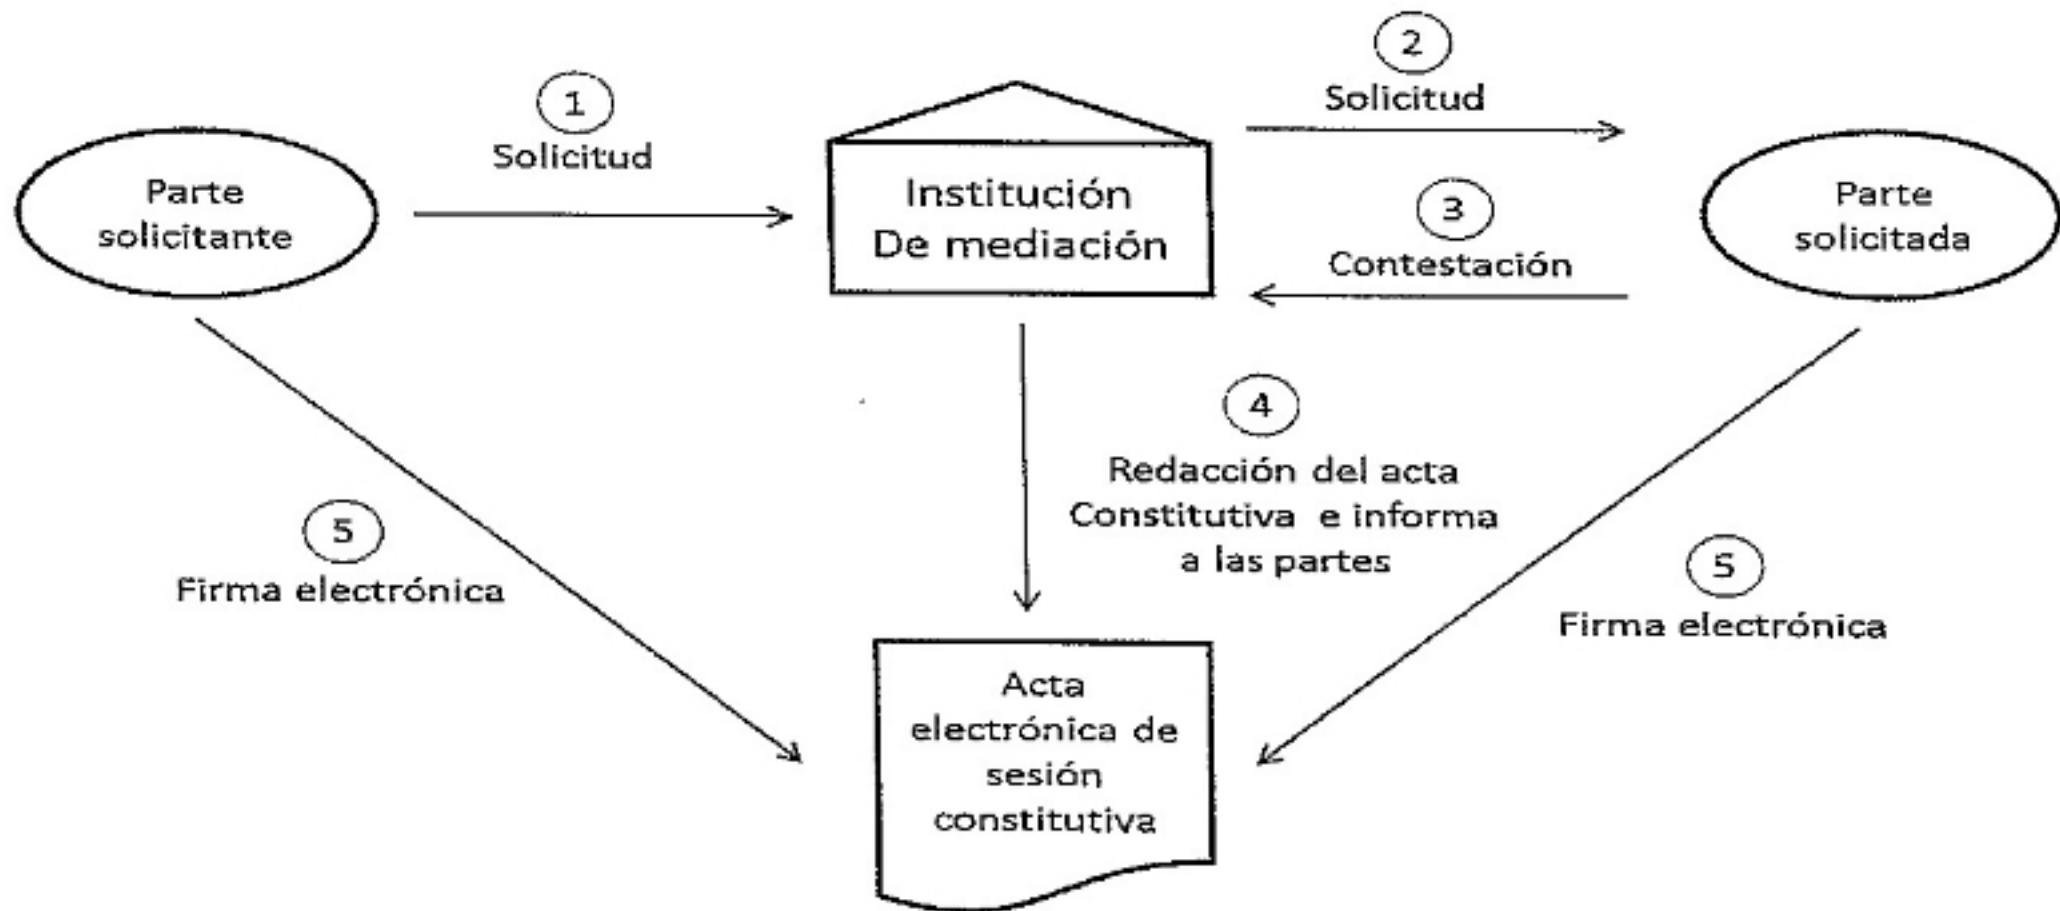 1
Solicitud
2
Solicitud
Parte
solicitante
Institución
De mediación
3
Contestación
Parte
solicitada
4
Redacción del acta
Constitutiva e informa
a las partes
5
Firma electrónica
5
Firma electrónica
Acta
electrónica de
sesión
constitutiva